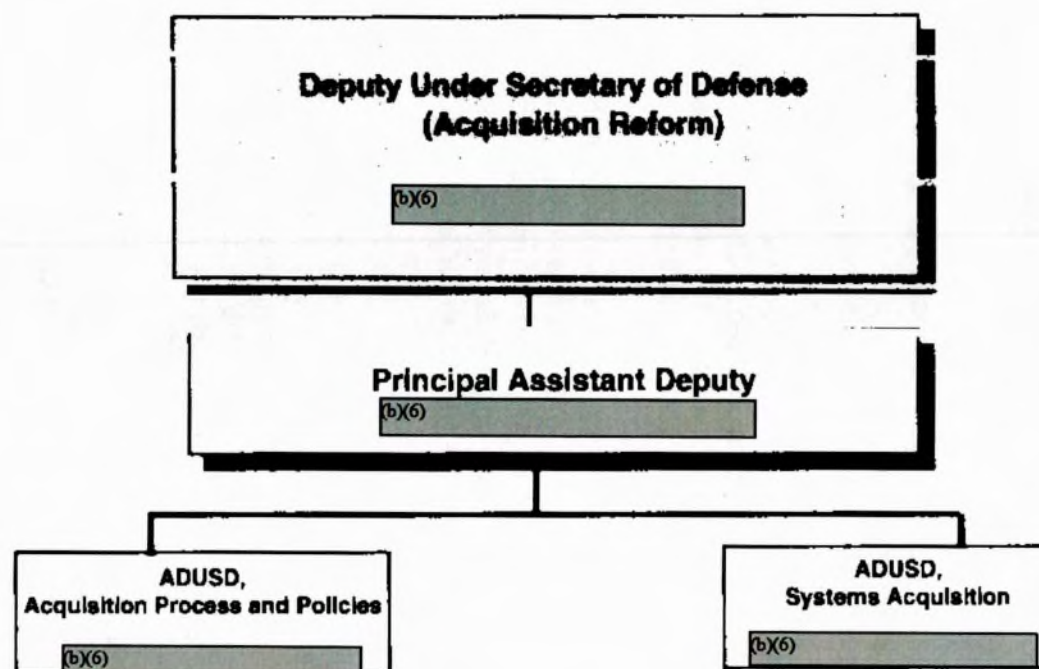 Deputy Under Secretary of Defense
(Acquisition Reform)
(b)(6)
Principal Assistant Deputy
(b)(6)
ADUSD,
Acquisition Process and Policies
(b)(6)
ADUSD,
Systems Acquisition
(b)(6)